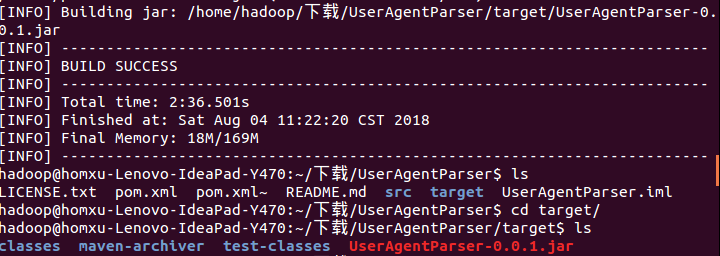 [INFO] Building jar: /home/hadoop/下载/UserAgentParser/target/UserAgentParser-0.
0.1.jar
[INFO] ------------------------------------------------------------------------
[INFO] BUILD SUCCESS
[INFO] ------------------------------------------------------------------------
[INFO] Total time: 2:36.501s
[INFO] Finished at: Sat Aug 04 11:22:20 CST 2018
[INFO] Final Memory: 18M/169M
[INFO] ------------------------------------------------------------------------
hadoop@homxu-Lenovo-IdeaPad-Y470:~/下载/UserAgentParser$ ls
LICENSE.txt  pom.xml  pom.xml~  README.md  src  target  UserAgentParser.iml
hadoop@homxu-Lenovo-IdeaPad-Y470:~/下载/UserAgentParser$ cd target/
hadoop@homxu-Lenovo-IdeaPad-Y470:~/下载/UserAgentParser/target$ ls
classes  maven-archiver  test-classes  UserAgentParser-0.0.1.jar